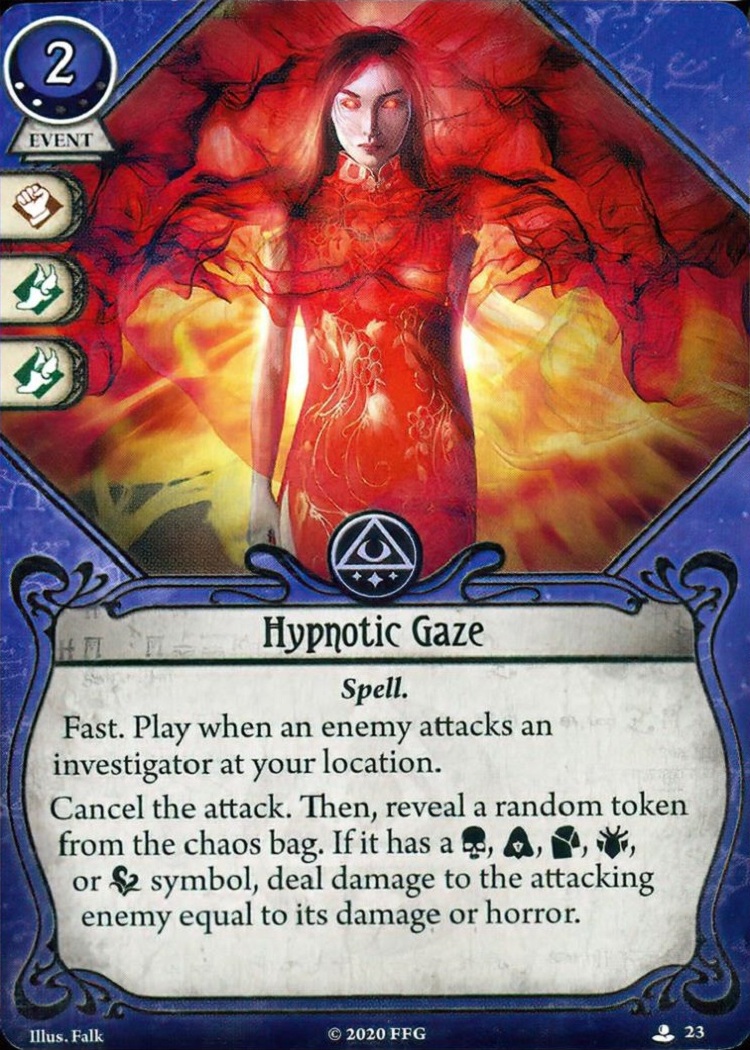 2
EVENT
Hypnotic Gaze
Spell.
Fast. Play when an enemy attacks an
investigator at your location.
Cancel the attack. Then, reveal a random token
from the chaos bag. If it has a , , , ,
or symbol, deal damage to the attacking
enemy equal to its damage or horror.
Illus. Falk
© 2020 FFG
23